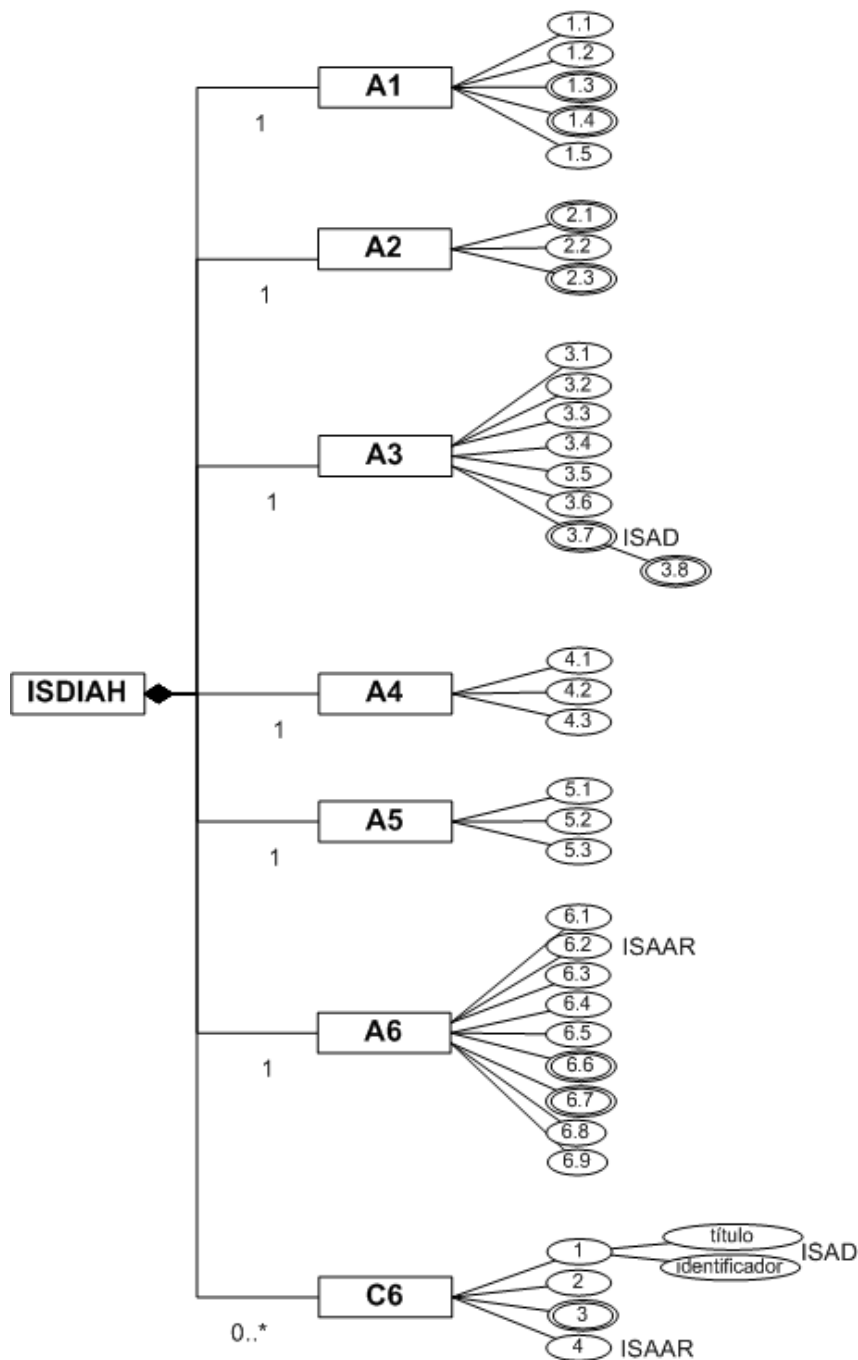 1.1
1.2
A1
1.3
1
1.4
1.5
2.1
A2
2.2
2.3
1
3.1
3.2
3.3
A3
3.4
3.5
1
3.6
3.7 ISAD
3.8
4.1
ISDIAH
A4
4.2
4.3
1
5.1
A5
5.2
5.3
1
6.1
6.2 ISAAR
6.3
6.4
A6
6.5
6.6
1
6.7
6.8
6.9
título
1
ISAD
identificador
2
C6
3
0..*
4 ISAAR